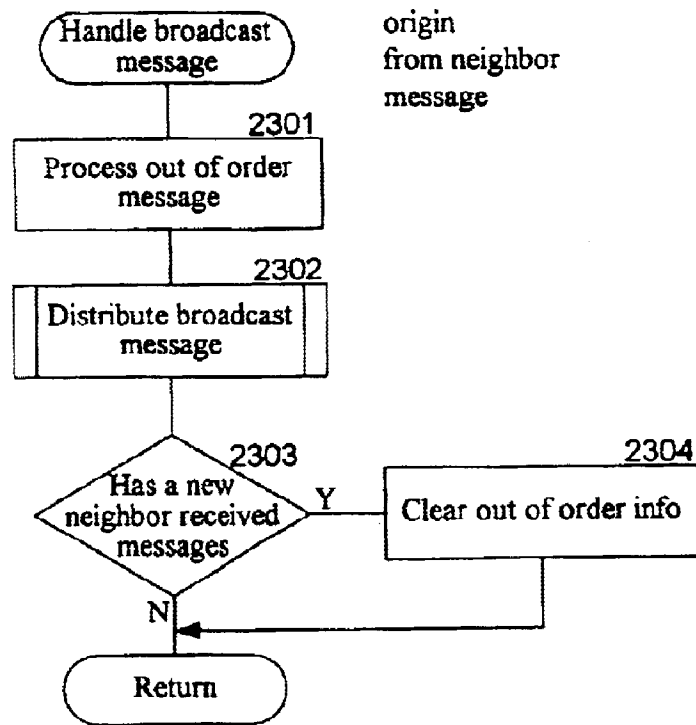 Handle broadcast
message
origin
from neighbor
message
2301
Process out of order
message
2302
Distribute broadcast
message
2303
Has a new
neighbor received
messages
Y
2304
Clear out of order info
N
Return